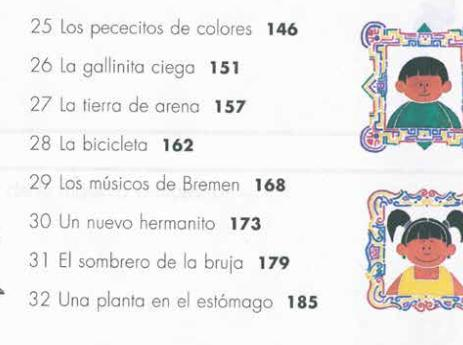 25 Los pececitos de colores 146
26 La gallinita ciega 151
27 La tierra de arena 157
28 La bicicleta 162
29 Los músicos de Bremen 168
30 Un nuevo hermanito 173
31 El sombrero de la bruja 179
32 Una planta en el estómago 185